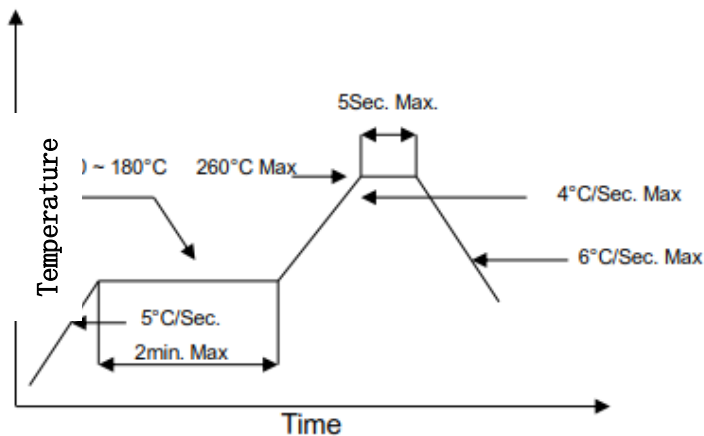 5Sec. Max.
~ 180°C
260°C Max
4°C/Sec. Max
6°C/Sec. Max
Temperature
5°C/Sec.
2min. Max
Time